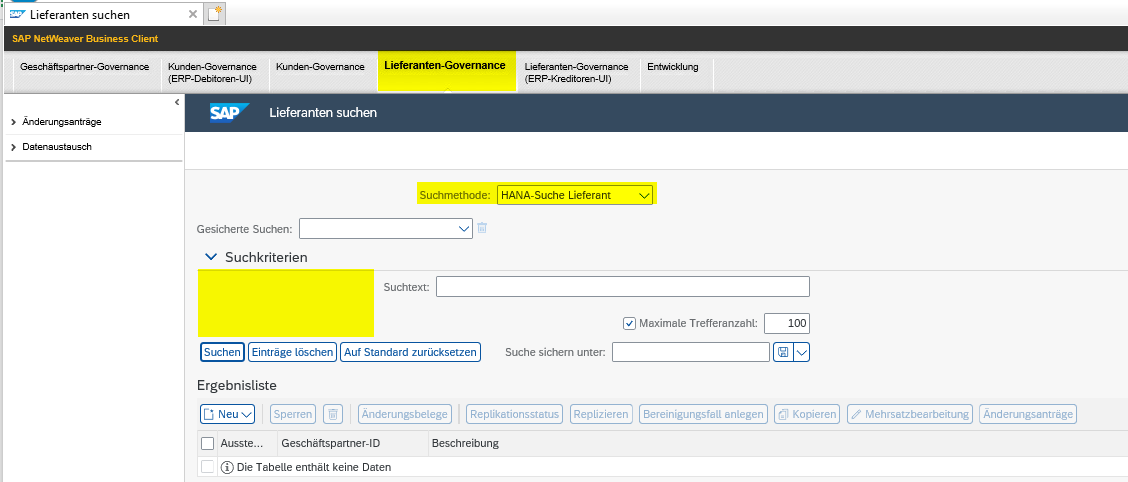 Lieferanten suchen
SAP NetWeaver Business Client
Geschäftspartner-Governance
Kunden-Governance
(ERP-Debitoren-UI)
Kunden-Governance
Lieferanten-Governance
Lieferanten-Governance
(ERP-Kreditoren-UI)
Entwicklung
Änderungsanträge
Datenaustausch
SAP Lieferanten suchen
Suchmethode: HANA-Suche Lieferant
Gesicherte Suchen:
Suchkriterien
Suchtext:
Maximale Trefferanzahl: 100
Suchen Einträge löschen Auf Standard zurücksetzen Suche sichern unter:
Ergebnisliste
Neu Sperren Änderungsbelege Replikationsstatus Replizieren Bereinigungsfall anlegen Kopieren Mehrsatzbearbeitung Änderungsanträge
Ausste... Geschäftspartner-ID Beschreibung
Die Tabelle enthält keine Daten